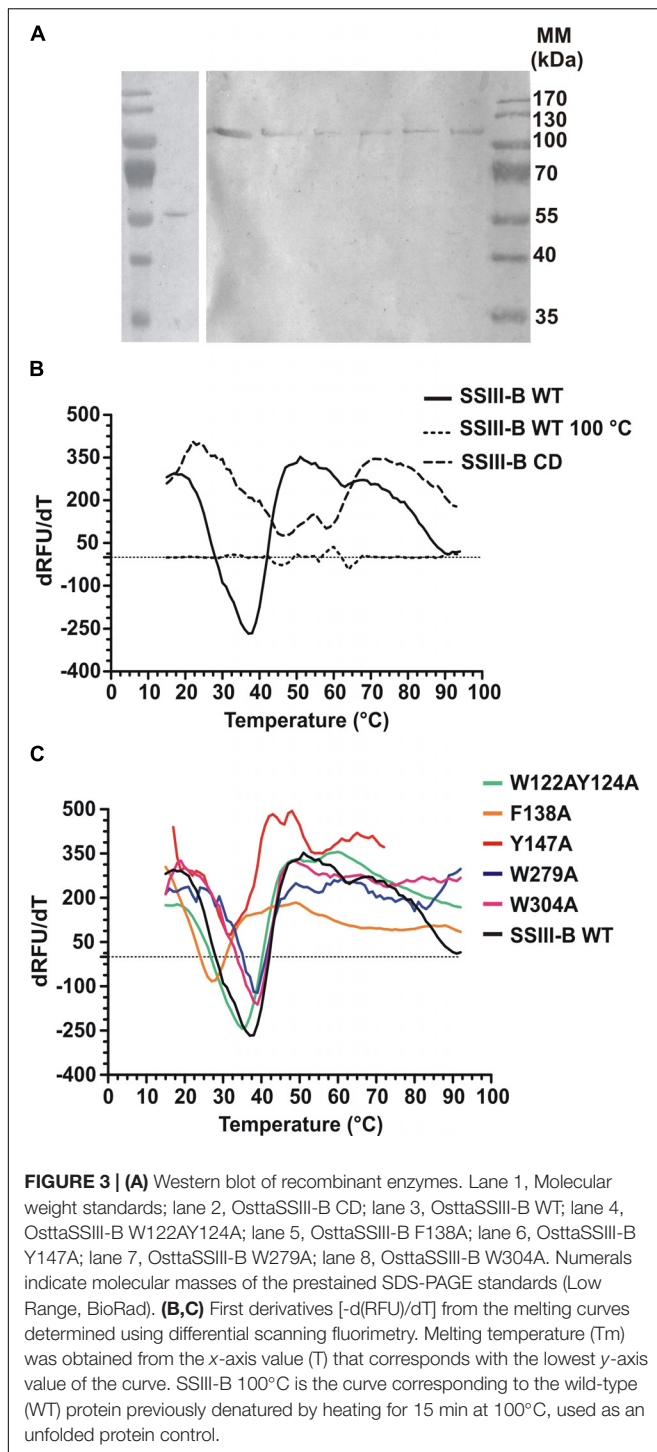 A
MM
(kDa)
170
130
100
70
55
40
35
B
500
350
200
50
-100
-250
-400
dRFU/dT
0 10 20 30 40 50 60 70 80 90 100
Temperature (°C)
SSIII-B WT
SSIII-B WT 100 °C
SSIII-B CD
C
500
350
200
50
-100
-250
-400
dRFU/dT
0 10 20 30 40 50 60 70 80 90 100
Temperature (°C)
W122AY124A
F138A
Y147A
W279A
W304A
SSIII-B WT
FIGURE 3 | (A) Western blot of recombinant enzymes. Lane 1, Molecular
weight standards; lane 2, OsttaSSIII-B CD; lane 3, OsttaSSIII-B WT; lane 4,
OsttaSSIII-B W122AY124A; lane 5, OsttaSSIII-B F138A; lane 6, OsttaSSIII-B
Y147A; lane 7, OsttaSSIII-B W279A; lane 8, OsttaSSIII-B W304A. Numerals
indicate molecular masses of the prestained SDS-PAGE standards (Low
Range, BioRad). (B,C) First derivatives [-d(RFU)/dT] from the melting curves
determined using differential scanning fluorimetry. Melting temperature (Tm)
was obtained from the x-axis value (T) that corresponds with the lowest y-axis
value of the curve. SSIII-B 100°C is the curve corresponding to the wild-type
(WT) protein previously denatured by heating for 15 min at 100°C, used as an
unfolded protein control.